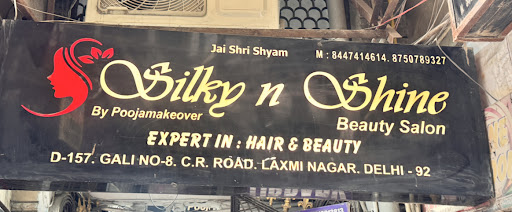 Jai Shri Shyam M : 8447414614. 8750789327
Silky n Shine
By Poojamakeover Beauty Salon
EXPERT IN : HAIR & BEAUTY
D-157. GALI NO-8. C.R. ROAD. LAXMI NAGAR. DELHI - 92